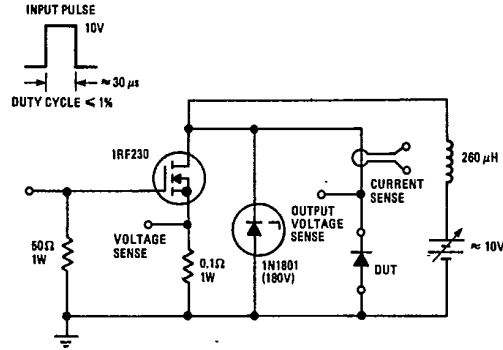 INPUT PULSE
10V
≈ 30 μs
DUTY CYCLE ≤ 1%
1RF230
VOLTAGE
SENSE
50Ω
1W
0.1Ω
1W
OUTPUT
VOLTAGE
SENSE
1N1801
(180V)
CURRENT
SENSE
DUT
260 μH
≈ 10V